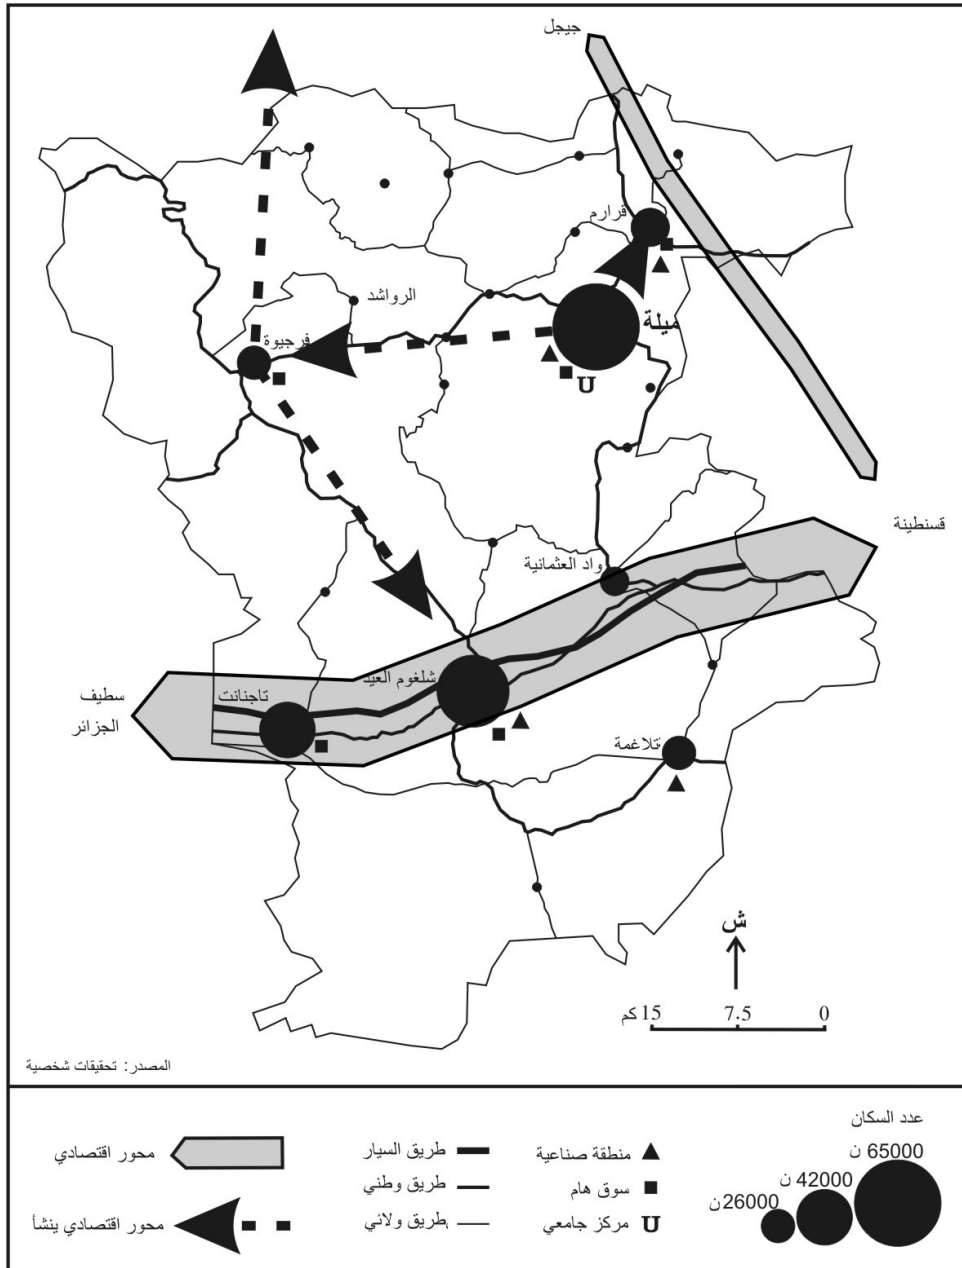 جيجل
قرارم
الرواشد
ميلة
فرجيوة
U
قسنطينة
واد العثمانية
شلغوم العيد
تاجنانت
سطيف
الجزائر
تلاغمة
ش
15 كم 7.5 0
المصدر: تحقيقات شخصية
عدد السكان
65000 ن
42000 ن
26000ن
منطقة صناعية
سوق هام
مركز جامعي U
طريق السيار
طريق وطني
طريق ولائي
محور اقتصادي
محور اقتصادي ينشأ